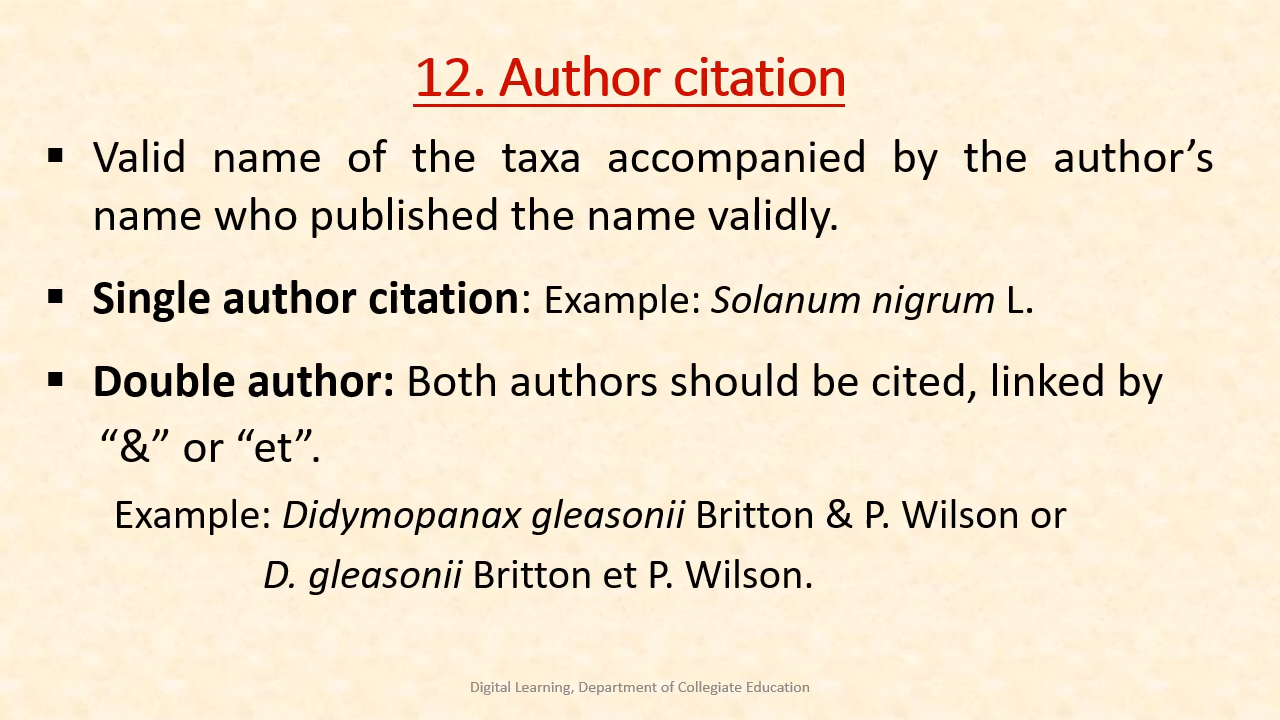 12. Author citation
▪ Valid name of the taxa accompanied by the author’s
name who published the name validly.
▪ Single author citation: Example: Solanum nigrum L.
▪ Double author: Both authors should be cited, linked by
“&” or “et”.
Example: Didymopanax gleasonii Britton & P. Wilson or
D. gleasonii Britton et P. Wilson.
Digital Learning, Department of Collegiate Education